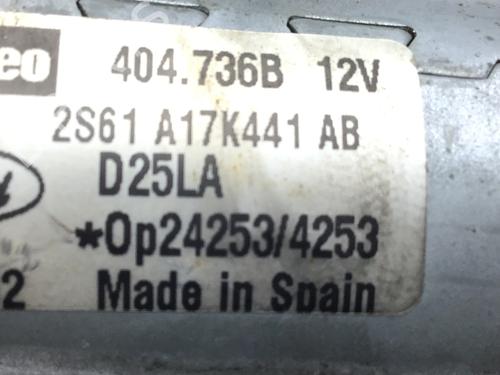 eo 404.736B 12V
2S61 A17K441 AB
D25LA
*Op24253/4253
2 Made in Spain